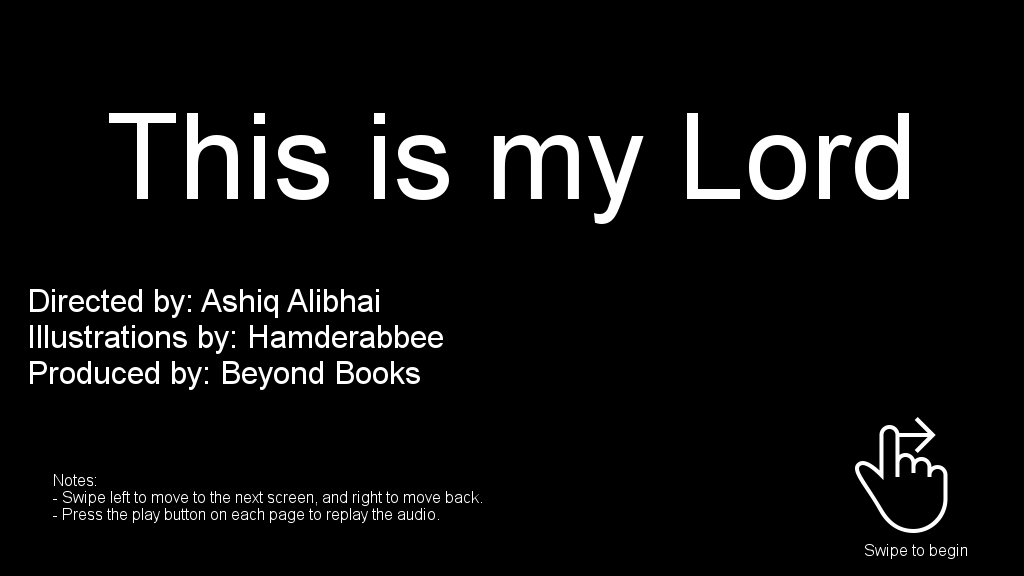 This is my Lord
Directed by: Ashiq Alibhai
Illustrations by: Hamderabbee
Produced by: Beyond Books
Notes:
- Swipe left to move to the next screen, and right to move back.
- Press the play button on each page to replay the audio.
Swipe to begin